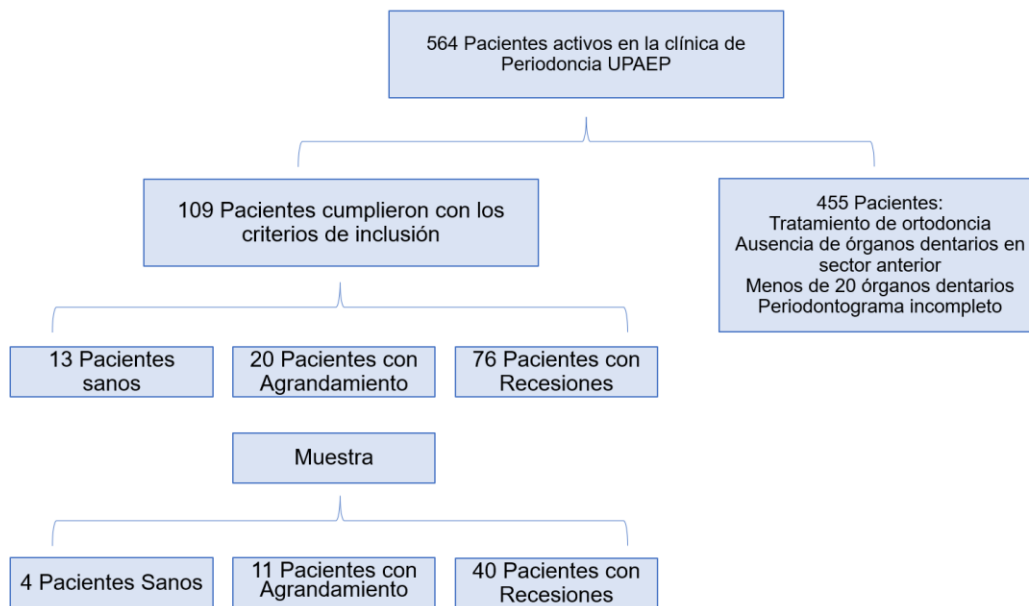 564 Pacientes activos en la clínica de
Periodoncia UPAEP
109 Pacientes cumplieron con los
criterios de inclusión
455 Pacientes:
Tratamiento de ortodoncia
Ausencia de órganos dentarios en
sector anterior
Menos de 20 órganos dentarios
Periodontograma incompleto
13 Pacientes
sanos
20 Pacientes con
Agrandamiento
76 Pacientes con
Recesiones
Muestra
4 Pacientes Sanos
11 Pacientes con
Agrandamiento
40 Pacientes con
Recesiones